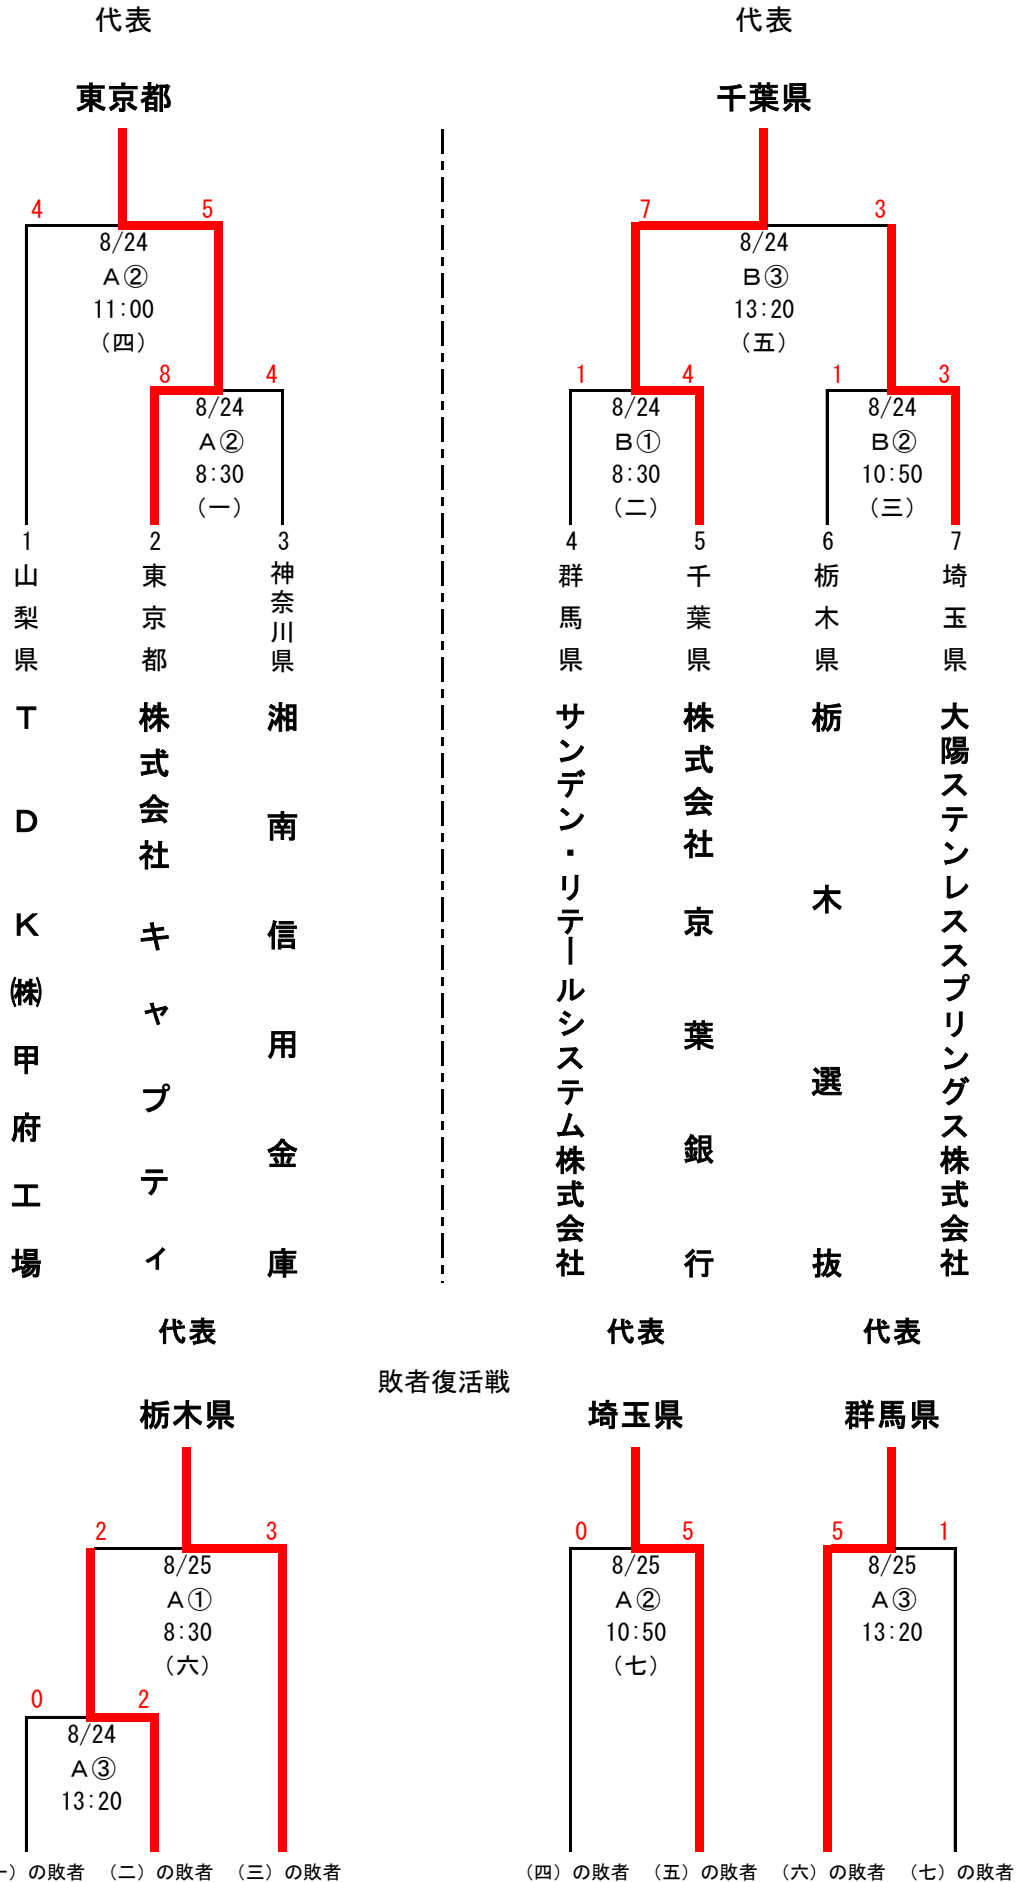 代表 代表
東京都 千葉県
4 5 7 3
8/24 8/24
A② B③
11:00 13:20
（四） （五）
8 4 1 4 1 3
8/24 8/24 8/24
A② B① B②
8:30 8:30 10:50
（一） （二） （三）
1 2 3 4 5 6 7
山梨県
東京都
神奈川県
群馬県
千葉県
栃木県
埼玉県
TDK㈱甲府工場
株式会社キャプティ
湘南信用金庫
サンデン・リテールシステム株式会社
株式会社京葉銀行
栃木選抜
大陽ステンレススプリングス株式会社
代表 代表 代表
敗者復活戦
栃木県 埼玉県 群馬県
2 3 0 5 5 1
8/25 8/25 8/25
A① A② A③
8:30 10:50 13:20
（六） （七）
0 2
8/24
A③
13:20
一）の敗者 （二）の敗者 （三）の敗者 （四）の敗者 （五）の敗者 （六）の敗者 （七）の敗者